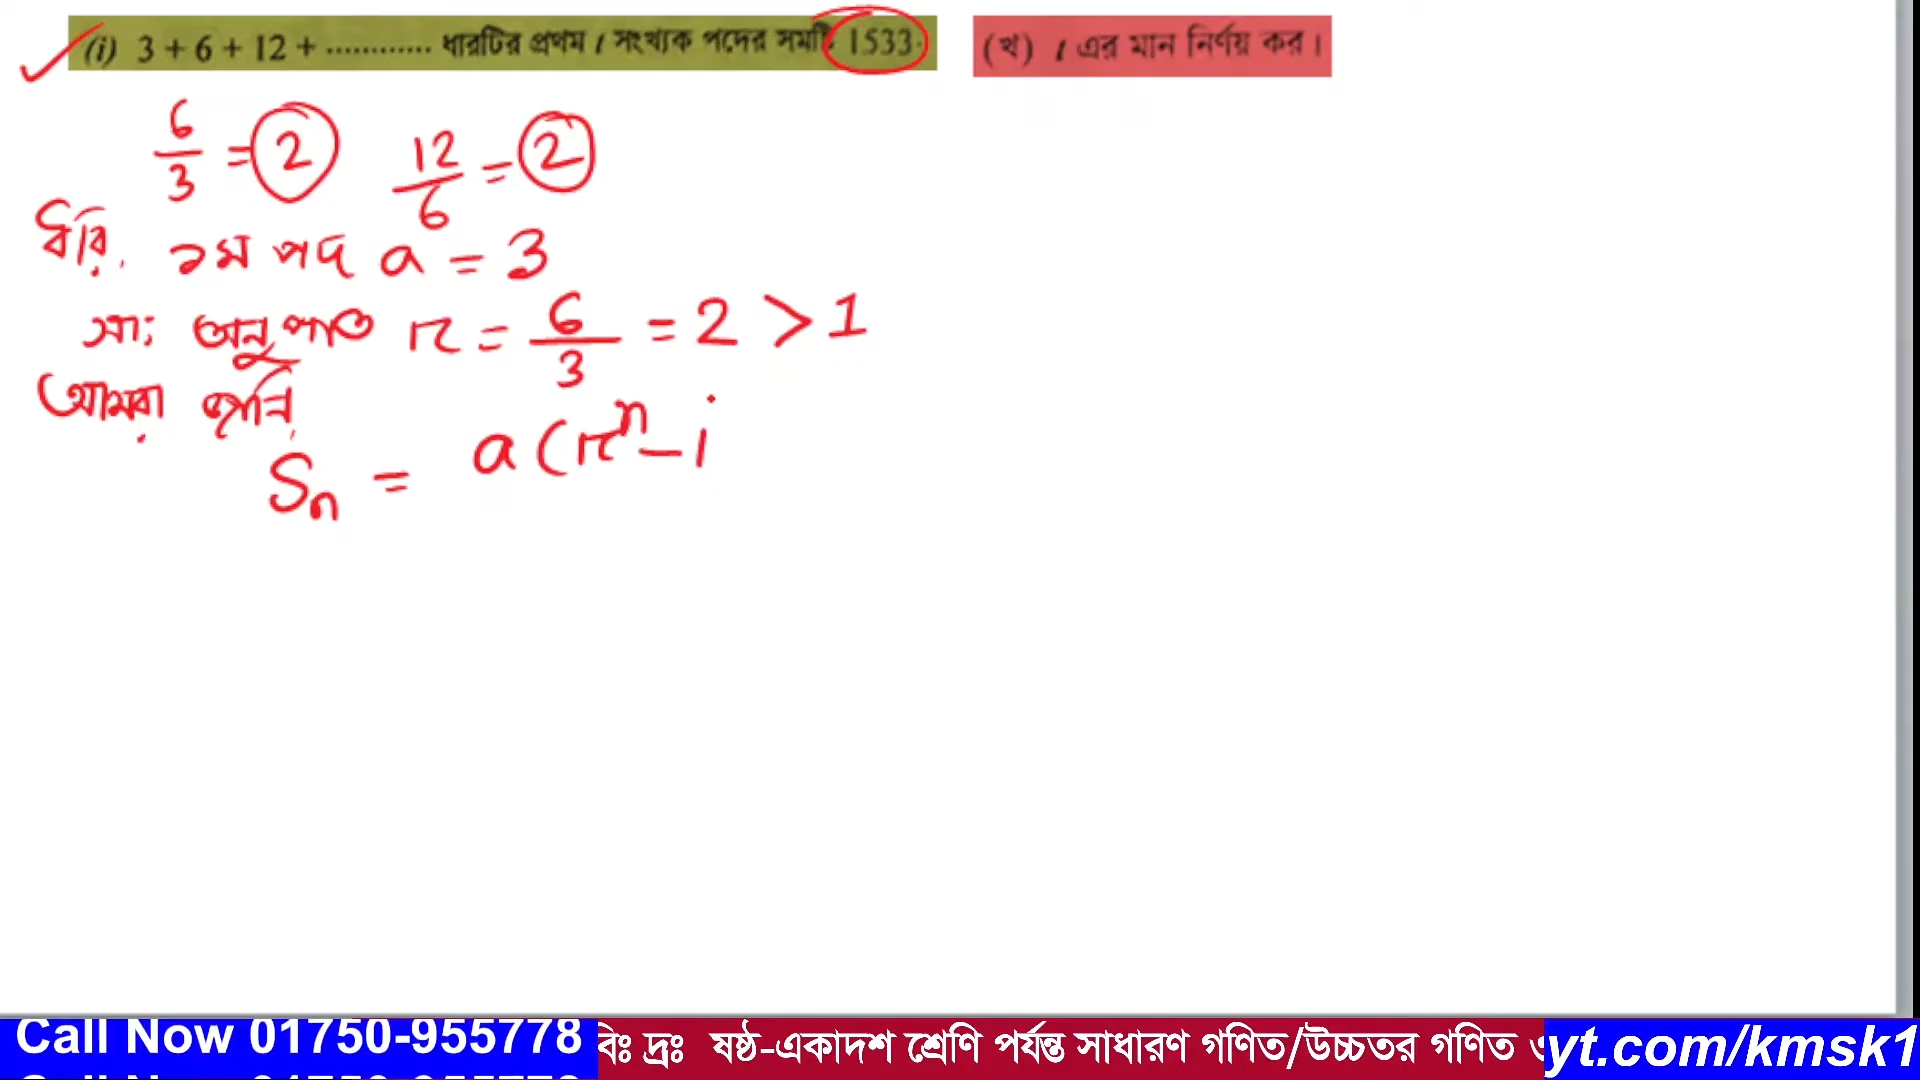 (i) 3 + 6 + 12 + ............ ধারাটির প্রথম t সংখ্যক পদের সমষ্টি 1533.
(খ) t এর মান নির্ণয় কর।
6/3 = 2 12/6 = 2
ধরি, ১ম পদ a = 3
সা: অনুপাত r = 6/3 = 2 > 1
আমরা জানি,
Sn = a(rⁿ-1
Call Now 01750-955778
বিঃ দ্রঃ ষষ্ঠ-একাদশ শ্রেণি পর্যন্ত সাধারণ গণিত/উচ্চতর গণিত
yt.com/kmsk1